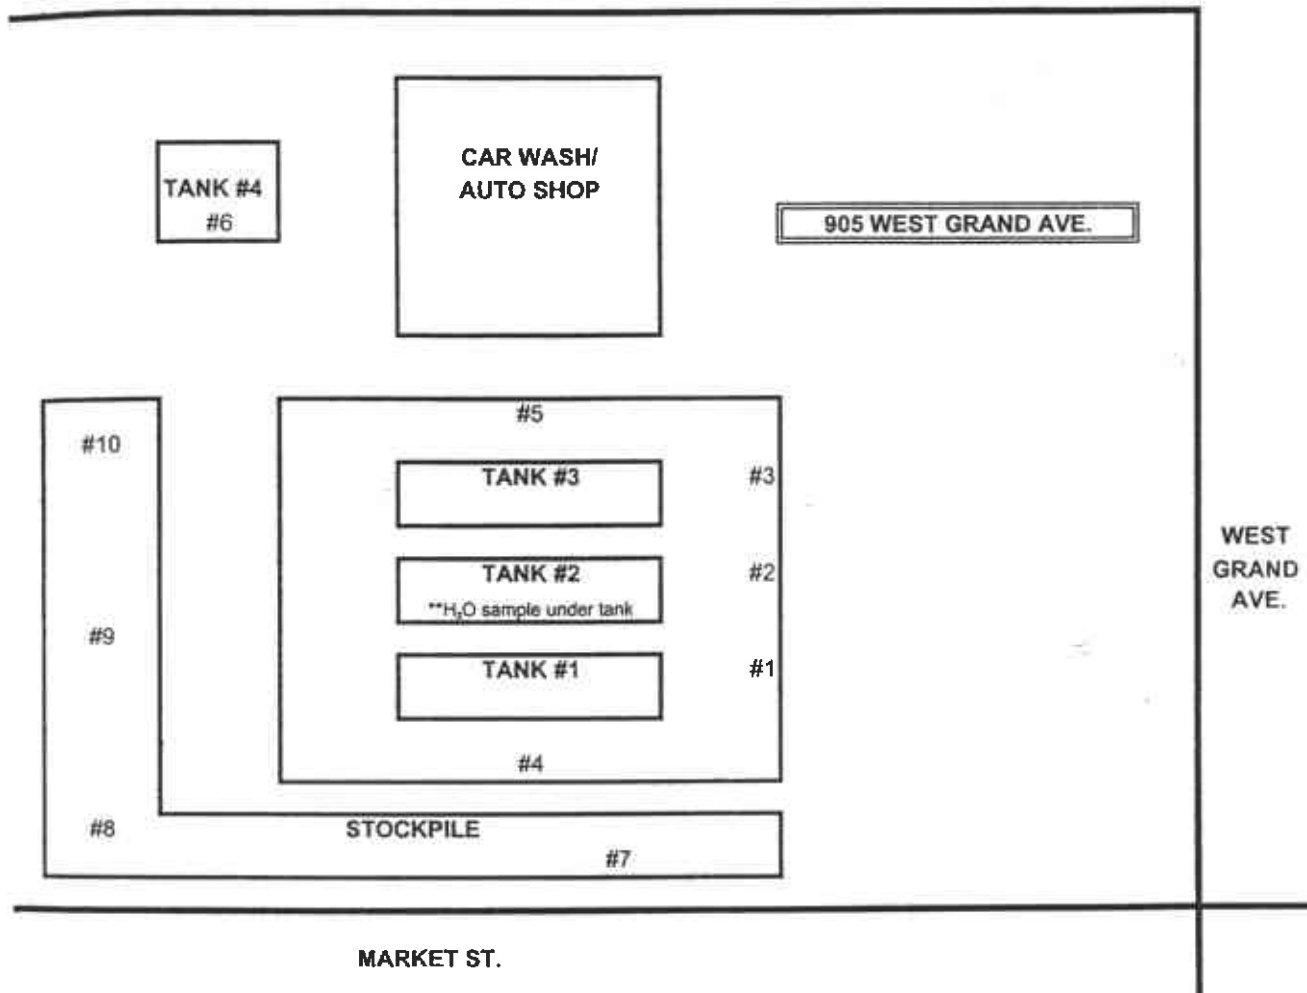 CAR WASH/
AUTO SHOP
TANK #4
#6
905 WEST GRAND AVE.
#5
#10
TANK #3
#3
TANK #2
#2
**H₂O sample under tank
#9
TANK #1
#1
#4
#8
STOCKPILE
#7
WEST
GRAND
AVE.
MARKET ST.